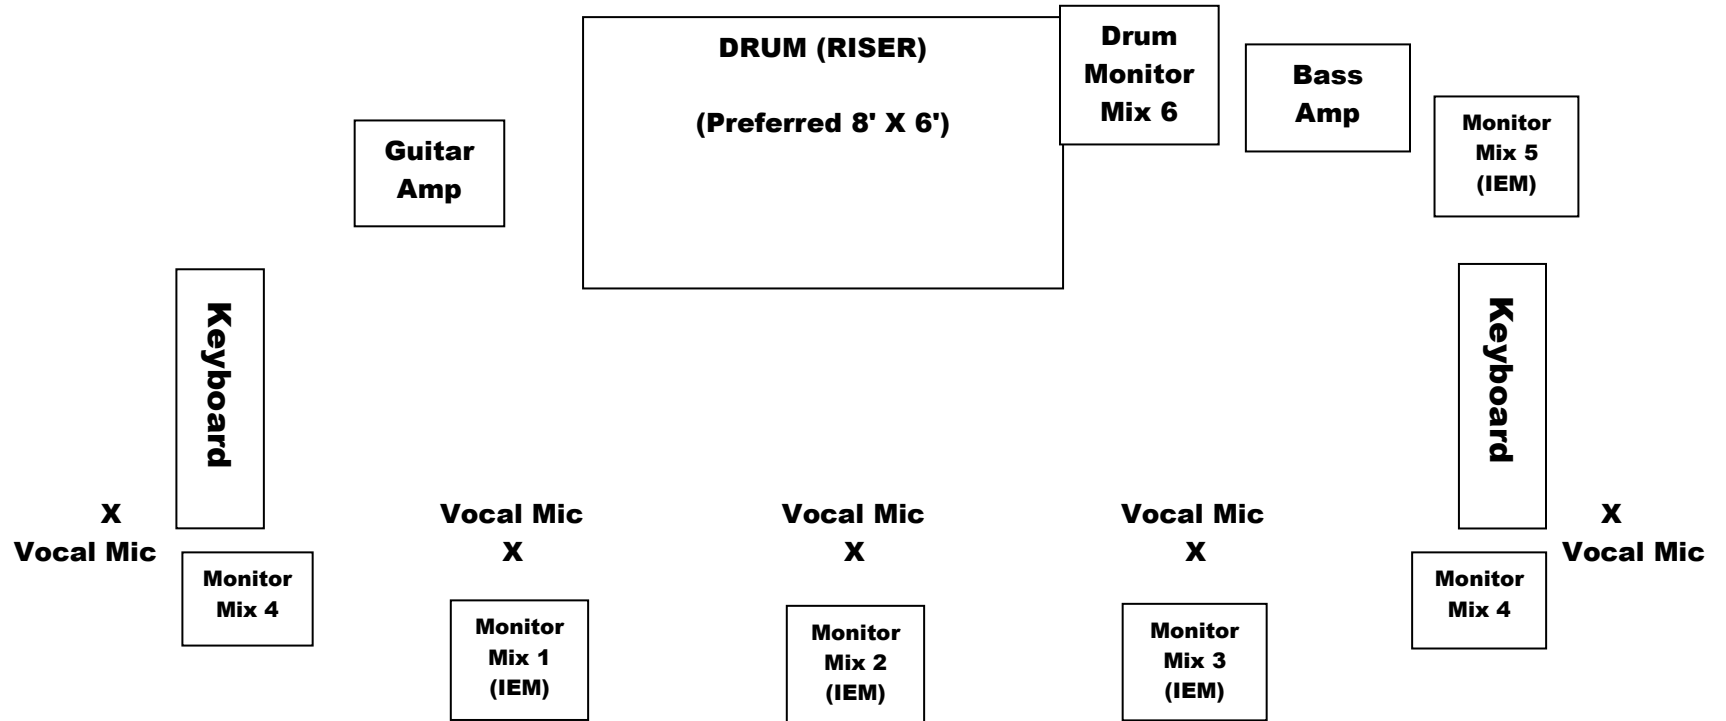 DRUM (RISER)
(Preferred 8' X 6')
Drum
Monitor
Mix 6
Bass
Amp
Monitor
Mix 5
(IEM)
Guitar
Amp
Keyboard
Keyboard
X
Vocal Mic
Vocal Mic
X
Vocal Mic
X
Vocal Mic
X
X
Vocal Mic
Monitor
Mix 4
Monitor
Mix 1
(IEM)
Monitor
Mix 2
(IEM)
Monitor
Mix 3
(IEM)
Monitor
Mix 4